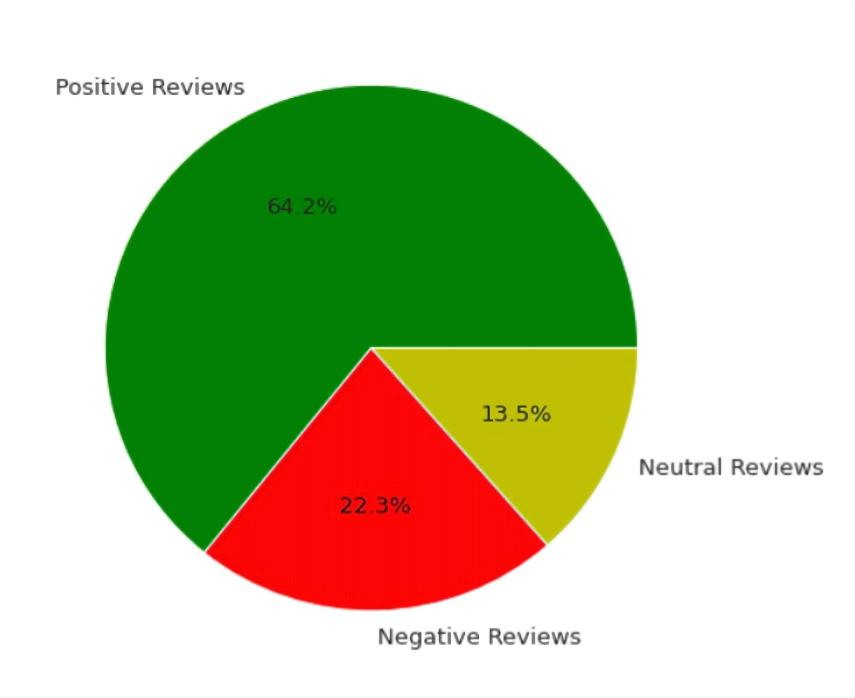 Positive Reviews
64.2%
13.5%
Neutral Reviews
22.3%
Negative Reviews